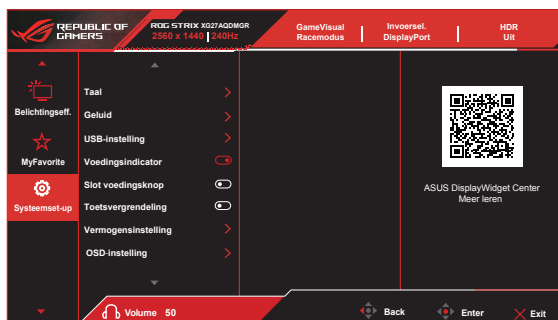 REPUBLIC OF
GAMERS
ROG STRIX XG27AQDMGR
2560 x 1440 240Hz
GameVisual
Racemodus
Invoersel.
DisplayPort
HDR
Uit
Belichtingseff.
MyFavorite
Systeemset-up
Taal
Geluid
USB-instelling
Voedingsindicator
Slot voedingsknop
Toetsvergrendeling
Vermogensinstelling
OSD-instelling
ASUS DisplayWidget Center
Meer leren
Volume 50
Back
Enter
Exit